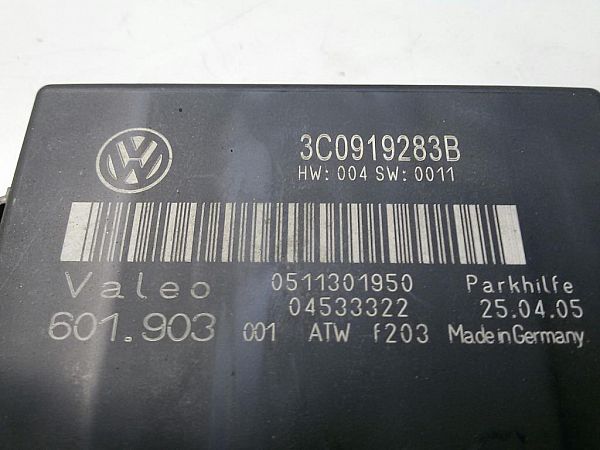 3C0919283B
HW: 004 SW: 0011
Valeo 0511301950 Parkhilfe
04533322 25.04.05
601.903 001 ATW f203 Made in Germany